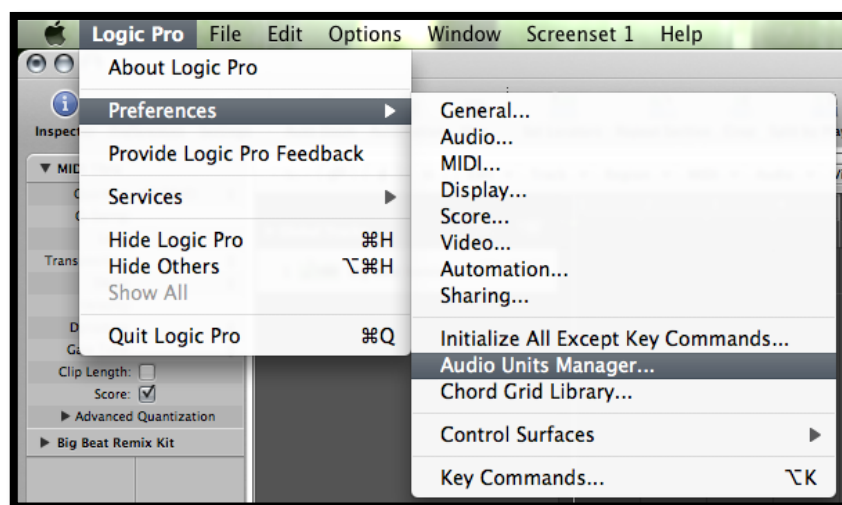 Logic Pro File Edit Options Window Screenset 1 Help
About Logic Pro
Preferences
Provide Logic Pro Feedback
Services
Hide Logic Pro ⌘H
Hide Others ⌥⌘H
Show All
Quit Logic Pro ⌘Q
General...
Audio...
MIDI...
Display...
Score...
Video...
Automation...
Sharing...
Initialize All Except Key Commands...
Audio Units Manager...
Chord Grid Library...
Control Surfaces
Key Commands... ⌥K
Clip Length:
Score:
Advanced Quantization
Big Beat Remix Kit